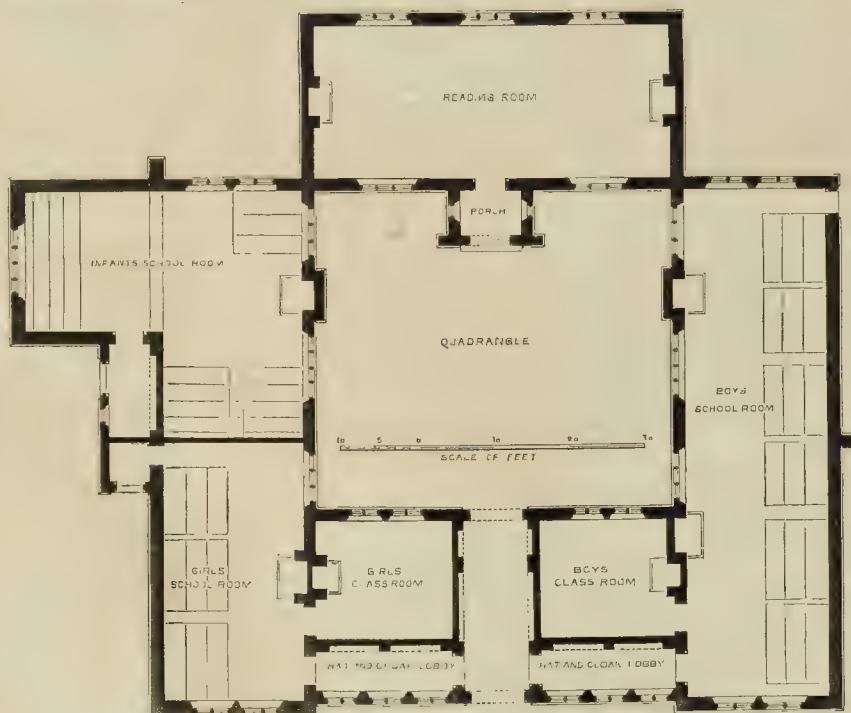 READING ROOM
PORCH
INFANTS SCHOOL ROOM
QUADRANGLE
BOYS
SCHOOL ROOM
10 5 0 10 20 30
SCALE OF FEET
GIRLS
SCHOOL ROOM
GIRLS
CLASS ROOM
BOYS
CLASS ROOM
HAT AND CLOAK LOBBY
HAT AND CLOAK LOBBY